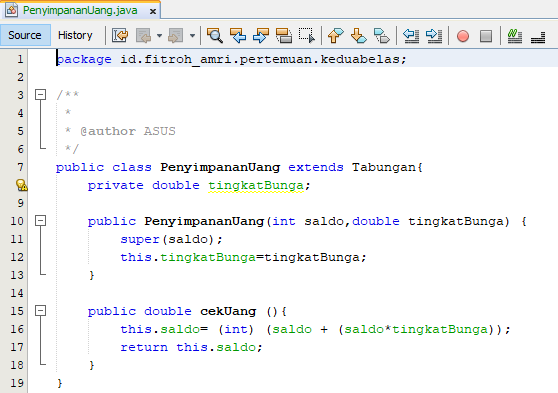 PenyimpananUang.java
Source History
1 package id.fitroh_amri.pertemuan.keduabelas;
2
3 /**
4 *
5 * @author ASUS
6 */
7 public class PenyimpananUang extends Tabungan{
private double tingkatBunga;
9
10 public PenyimpananUang(int saldo,double tingkatBunga) {
11 super(saldo);
12 this.tingkatBunga=tingkatBunga;
13 }
14
15 public double cekUang (){
16 this.saldo= (int) (saldo + (saldo*tingkatBunga));
17 return this.saldo;
18 }
19 }